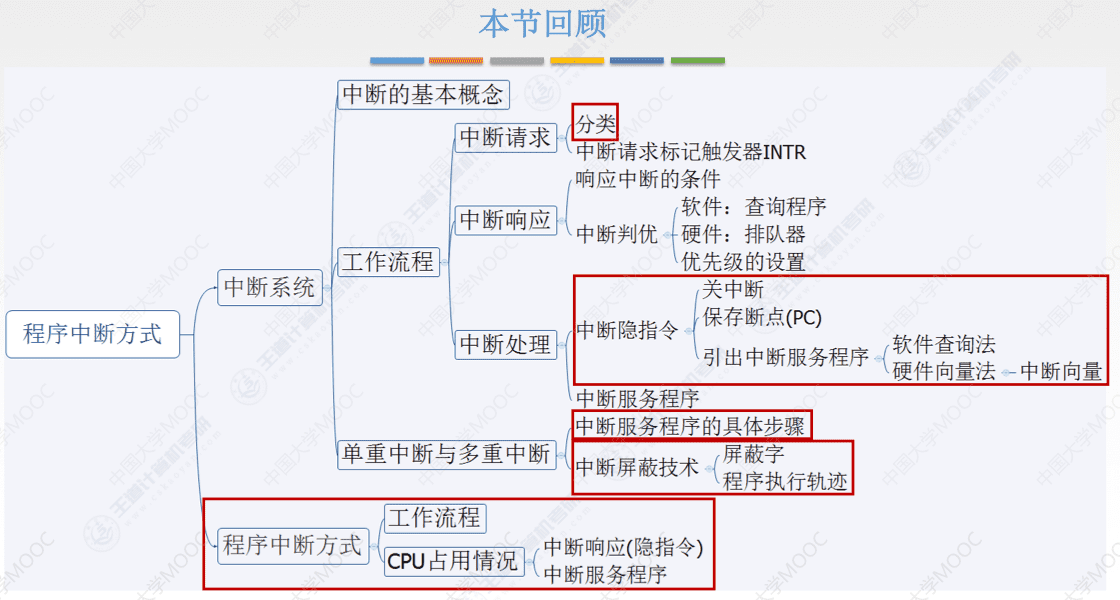 本节回顾
中断的基本概念
中断请求
分类
中断请求标记触发器INTR
响应中断的条件
中断响应
中断判优
软件：查询程序
硬件：排队器
优先级的设置
工作流程
中断系统
程序中断方式
中断处理
中断隐指令
关中断
保存断点(PC)
引出中断服务程序
软件查询法
硬件向量法
中断向量
中断服务程序
单重中断与多重中断
中断服务程序的具体步骤
中断屏蔽技术
屏蔽字
程序执行轨迹
程序中断方式
工作流程
CPU占用情况
中断响应(隐指令)
中断服务程序
中国大学MOOC
王道计算机考研